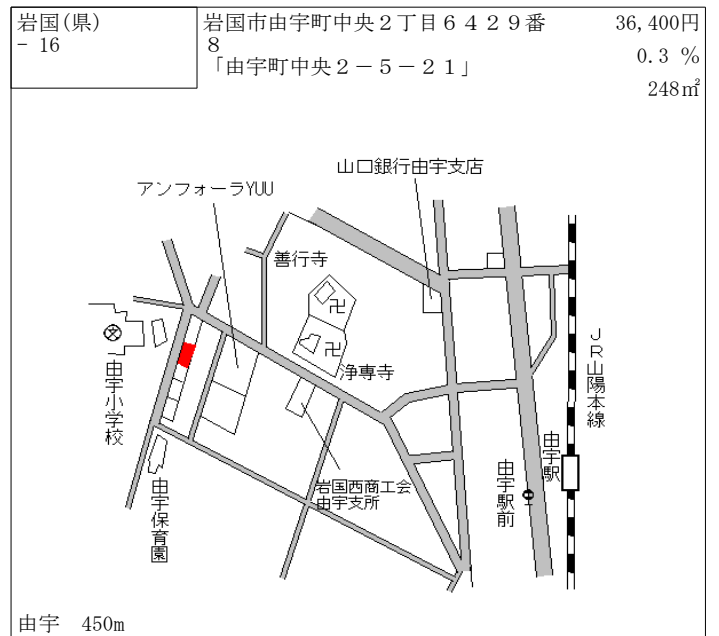 岩国(県)
- 16
岩国市由宇町中央２丁目６４２９番
８
「由宇町中央２－５－２１」
36,400円
0.3 %
248㎡
山口銀行由宇支店
アンフォーラYUU
善行寺
卍
卍
浄専寺
文
由宇小学校
JR山陽本線
由宇駅
由宇駅前
岩国西商工会
由宇支所
由宇保育園
由宇 450m